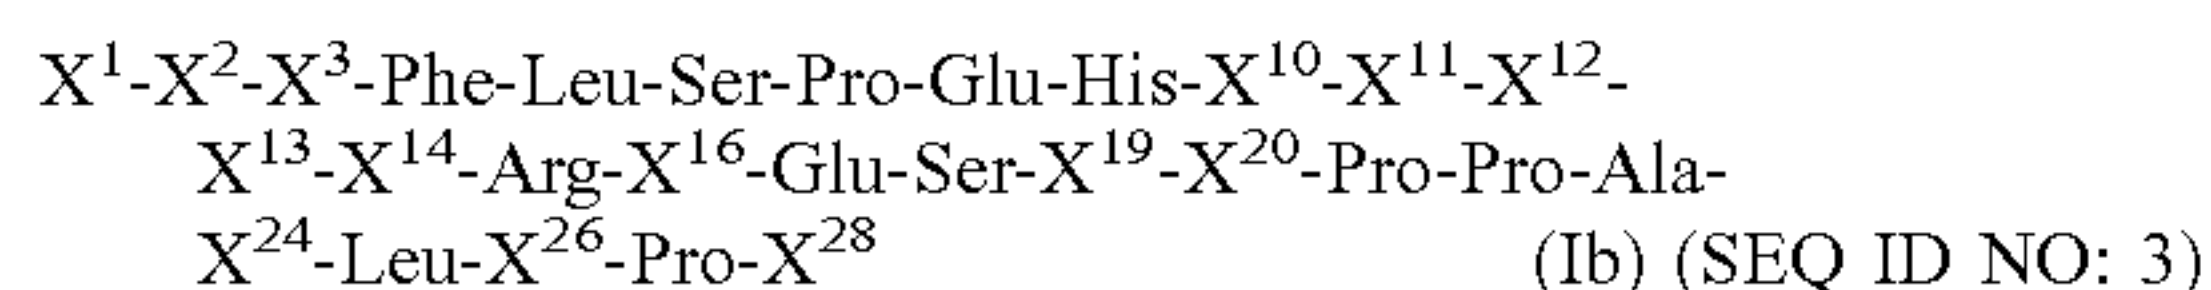 X¹-X²-X³-Phe-Leu-Ser-Pro-Glu-His-X¹⁰-X¹¹-X¹²-
X¹³-X¹⁴-Arg-X¹⁶-Glu-Ser-X¹⁹-X²⁰-Pro-Pro-Ala-
X²⁴-Leu-X²⁶-Pro-X²⁸ (Ib) (SEQ ID NO: 3)